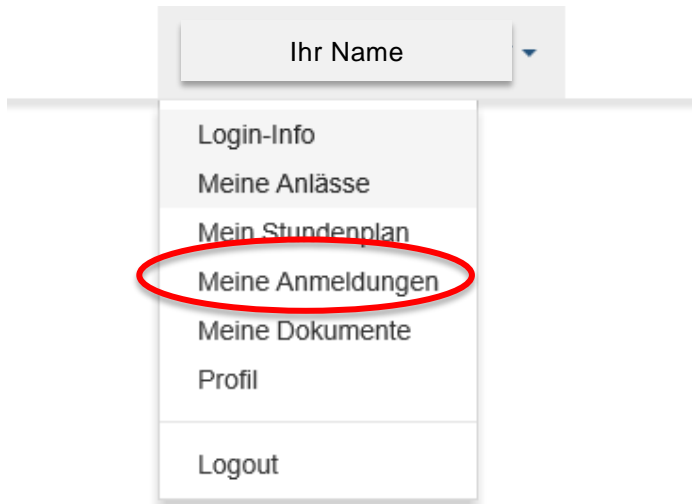 Ihr Name
Login-Info
Meine Anlässe
Mein Stundenplan
Meine Anmeldungen
Meine Dokumente
Profil
Logout